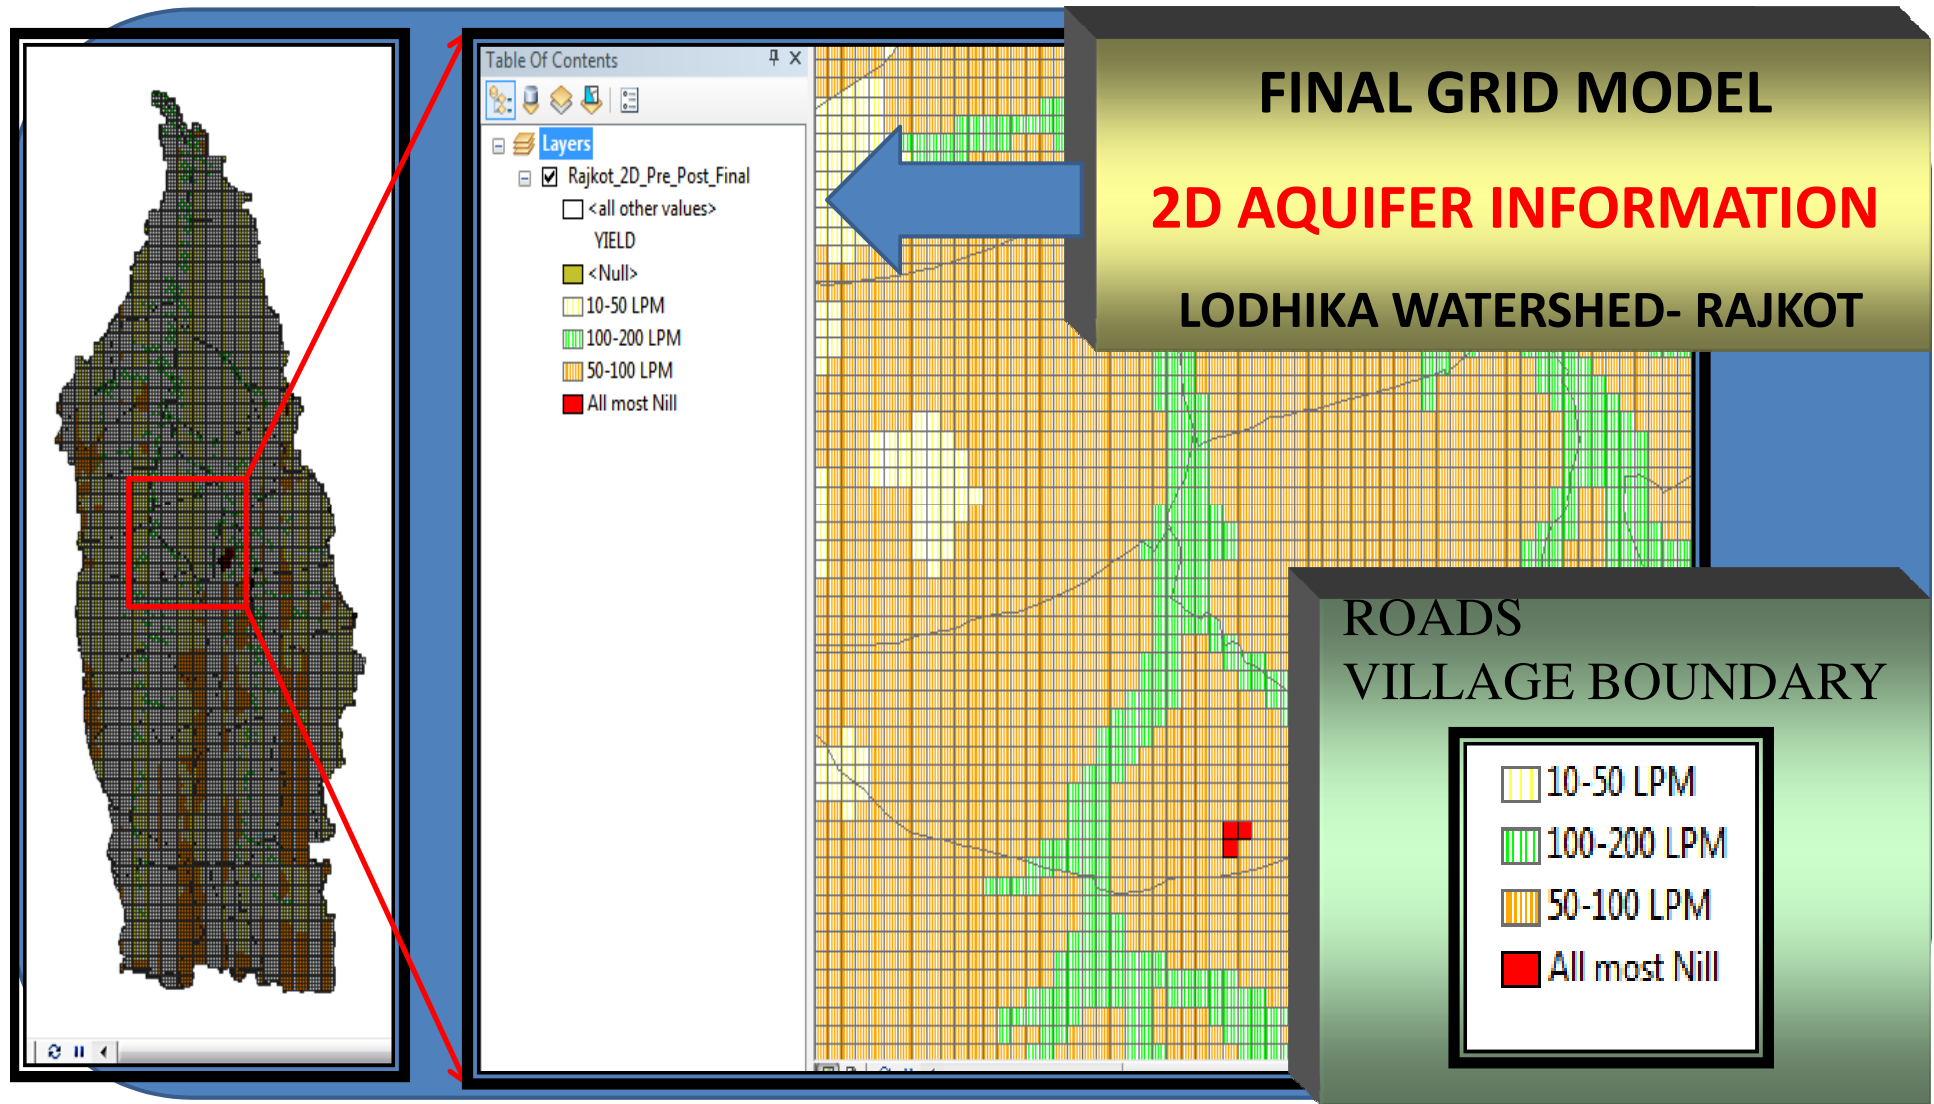 Table Of Contents
Layers
Rajkot_2D_Pre_Post_Final
<all other values>
YIELD
<Null>
10-50 LPM
100-200 LPM
50-100 LPM
All most Nill
FINAL GRID MODEL
2D AQUIFER INFORMATION
LODHIKA WATERSHED- RAJKOT
ROADS
VILLAGE BOUNDARY
10-50 LPM
100-200 LPM
50-100 LPM
All most Nill